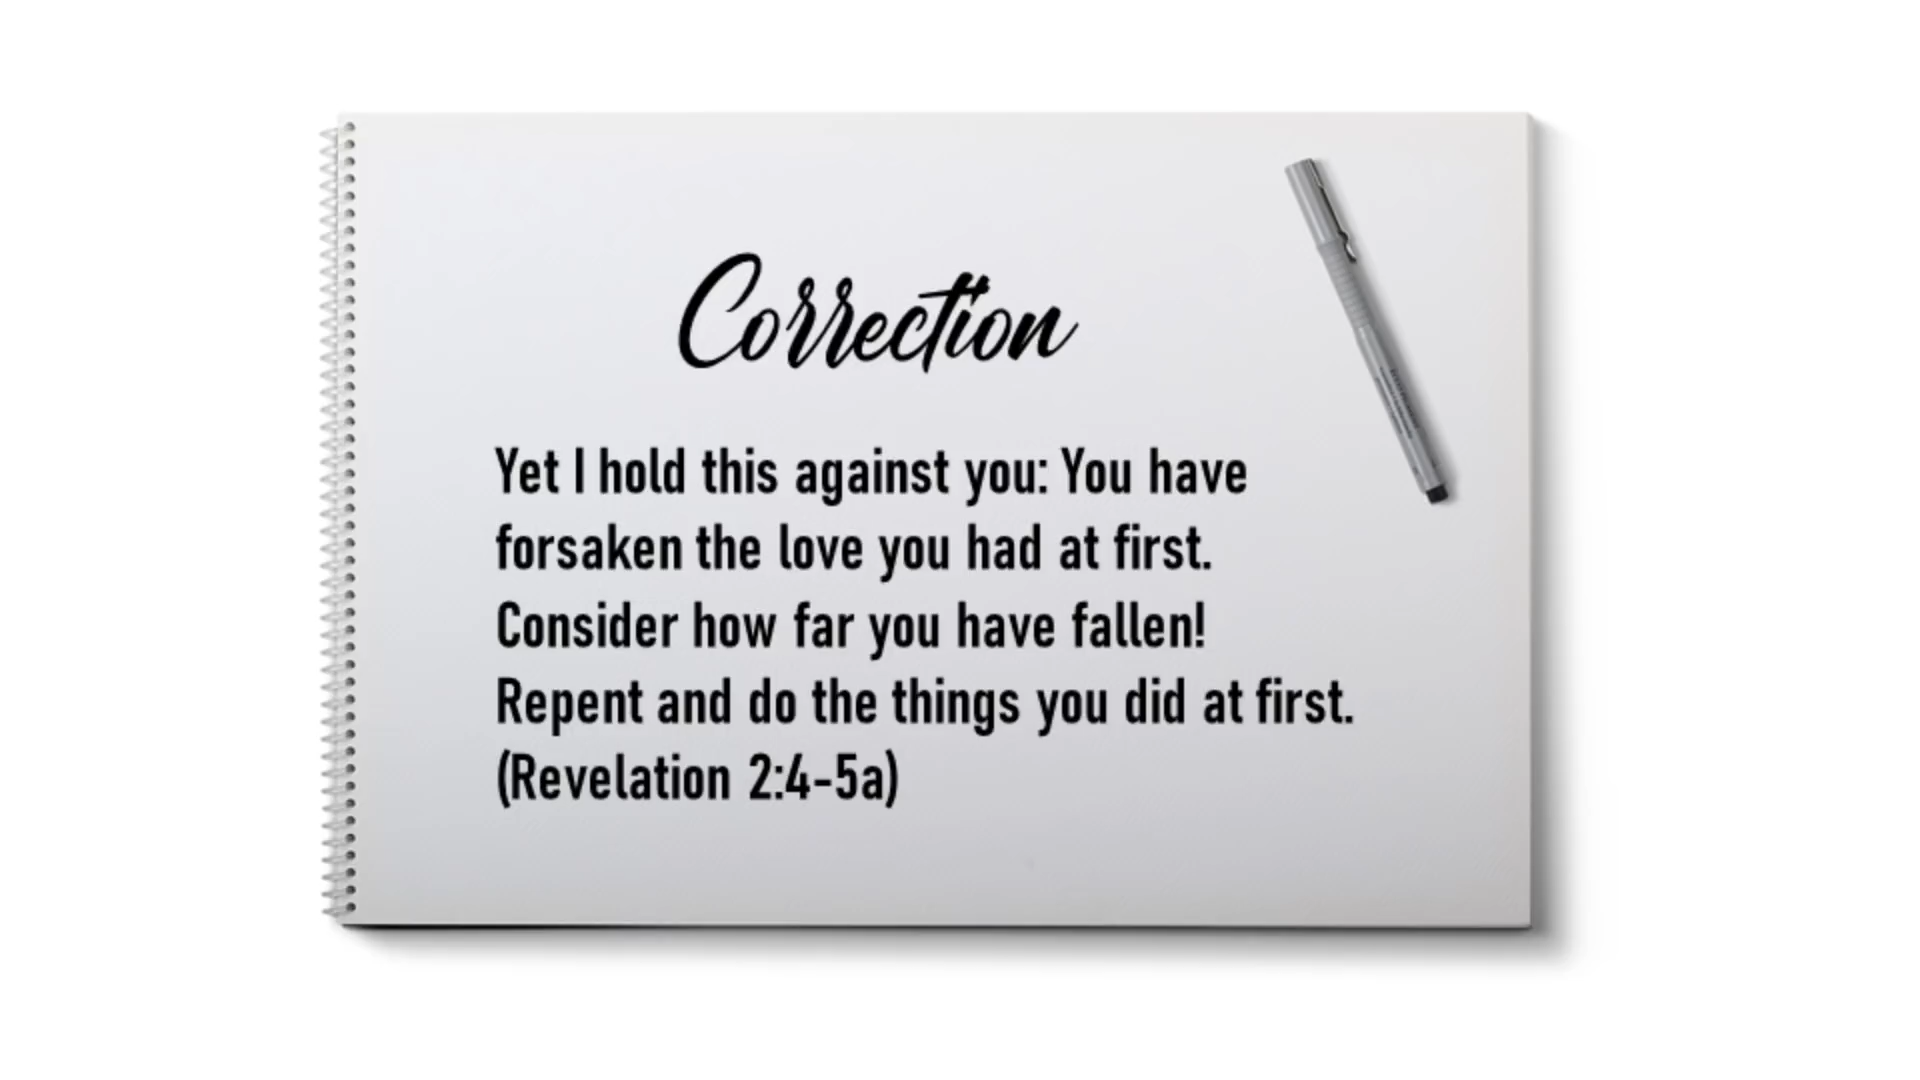 Correction
Yet I hold this against you: You have
forsaken the love you had at first.
Consider how far you have fallen!
Repent and do the things you did at first.
(Revelation 2:4-5a)